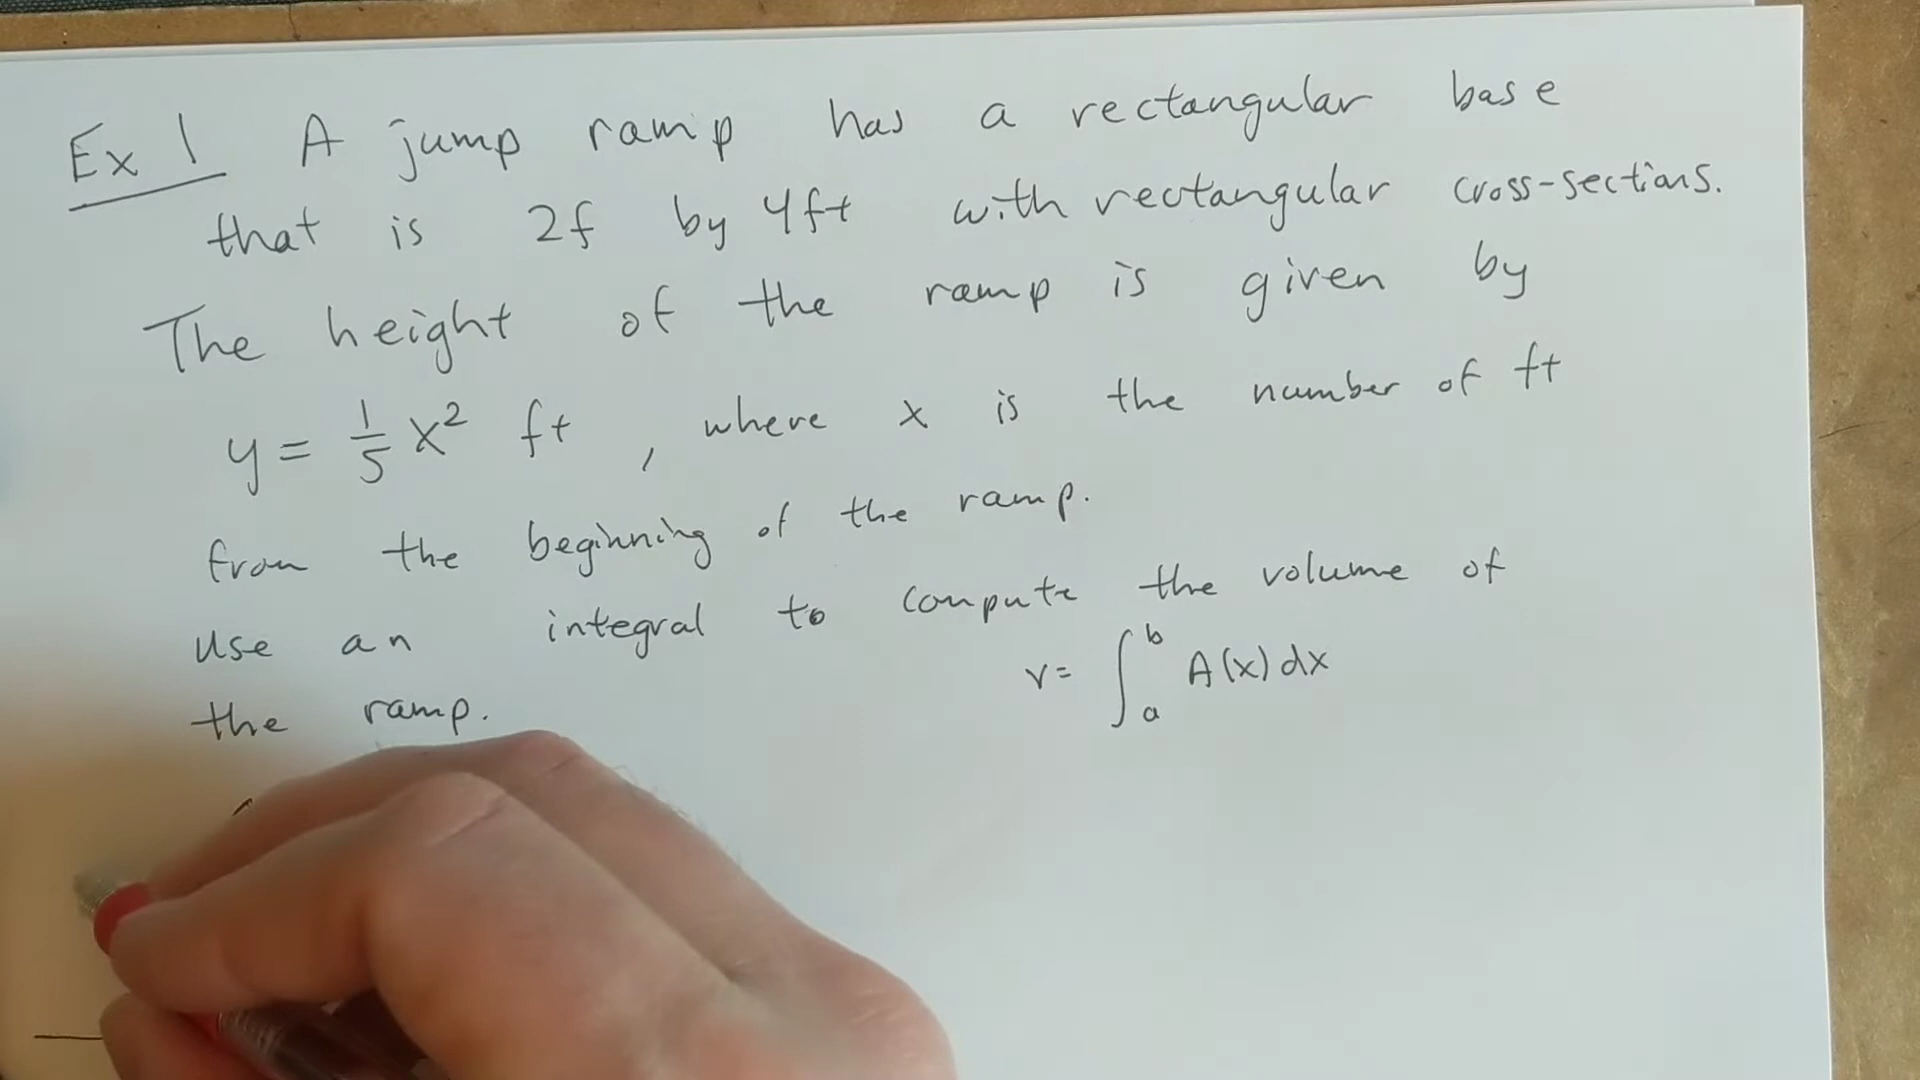 Ex 1 A jump ramp has a rectangular base
that is 2f by 4ft with rectangular cross-sections.
The height of the ramp is given by
y = 1/5 x² ft, where x is the number of ft
from the beginning of the ramp.
Use an integral to compute the volume of
the ramp.
V = ∫_a^b A(x) dx